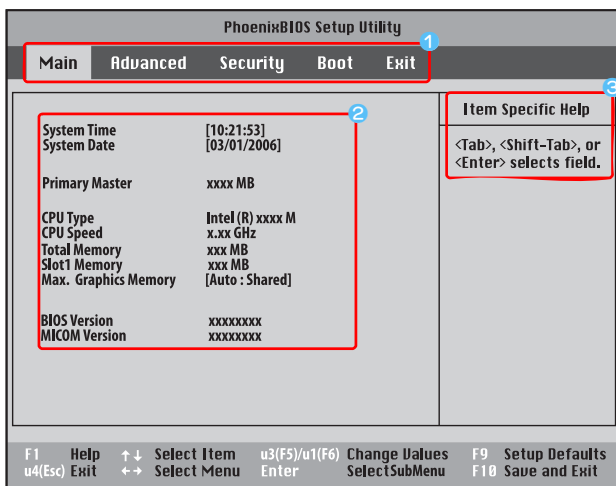 PhoenixBIOS Setup Utility
1
Main Advanced Security Boot Exit
2
3
System Time [10:21:53]
System Date [03/01/2006]
Primary Master xxxx MB
CPU Type Intel (R) xxxx M
CPU Speed x.xx GHz
Total Memory xxx MB
Slot1 Memory xxx MB
Max. Graphics Memory [Auto : Shared]
BIOS Version xxxxxxxx
MICOM Version xxxxxxxx
Item Specific Help
<Tab>, <Shift-Tab>, or
<Enter> selects field.
F1 Help ↑↓ Select Item u3(F5)/u1(F6) Change Values F9 Setup Defaults
u4(Esc) Exit ←→ Select Menu Enter SelectSubMenu F10 Save and Exit